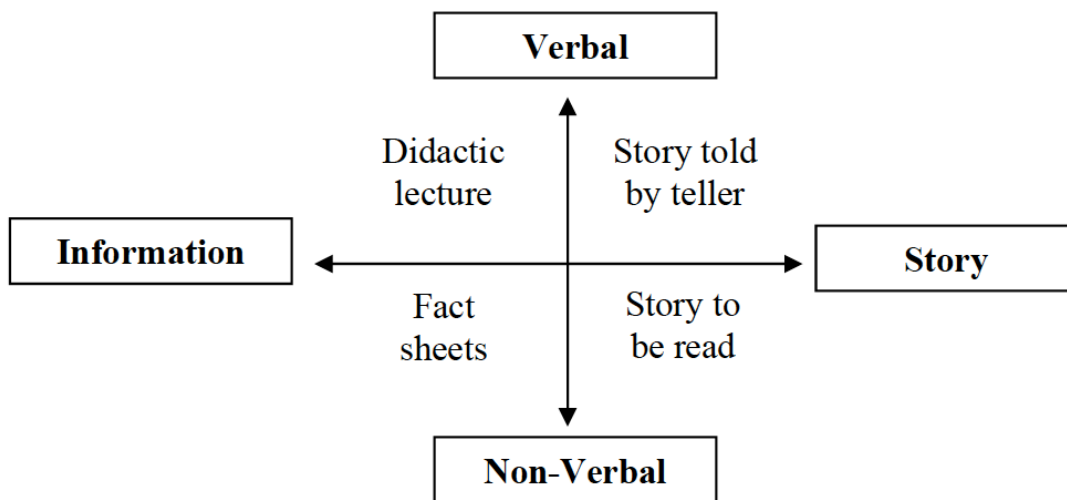 Verbal
Didactic
lecture
Story told
by teller
Information
Story
Fact
sheets
Story to
be read
Non-Verbal